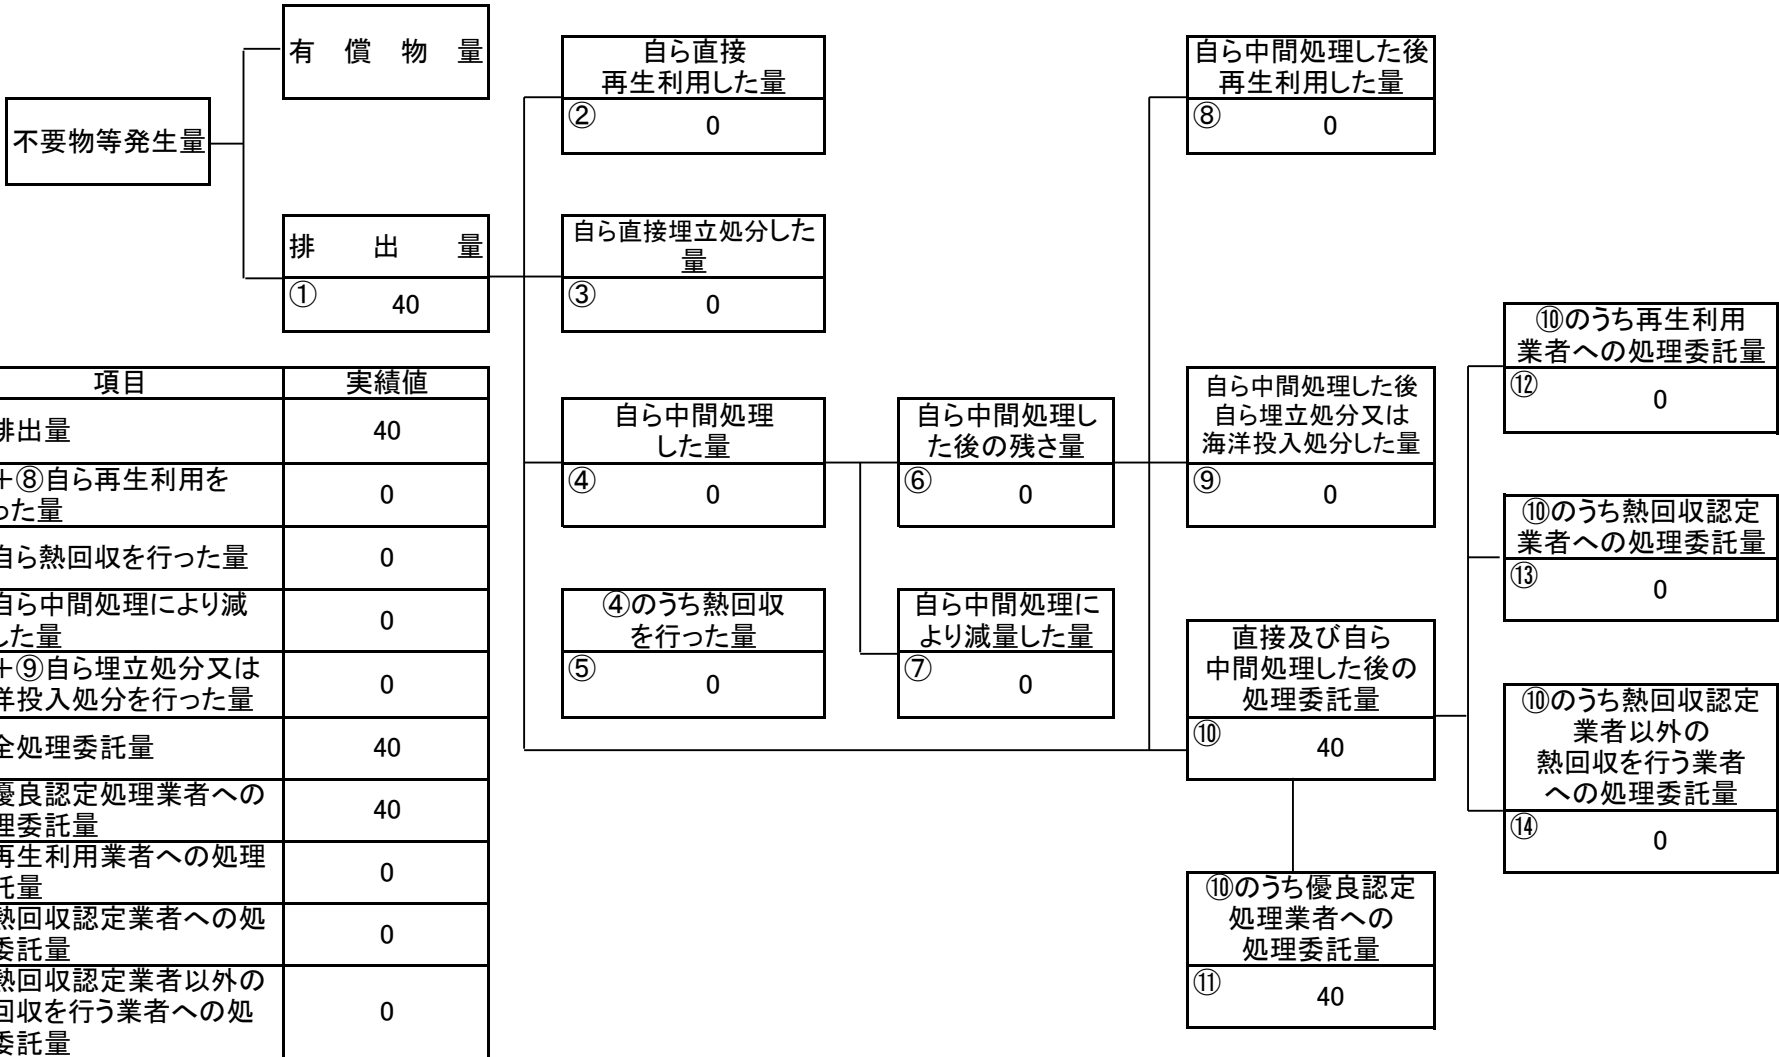 有償物量
不要物等発生量
排出量
① 40
自ら直接
再生利用した量
② 0
自ら直接埋立処分した
量
③ 0
自ら中間処理
した量
④ 0
④のうち熱回収
を行った量
⑤ 0
自ら中間処理し
た後の残さ量
⑥ 0
自ら中間処理に
より減量した量
⑦ 0
自ら中間処理した後
再生利用した量
⑧ 0
自ら中間処理した後
自ら埋立処分又は
海洋投入処分した量
⑨ 0
直接及び自ら
中間処理した後の
処理委託量
⑩ 40
⑩のうち優良認定
処理業者への
処理委託量
⑪ 40
⑩のうち再生利用
業者への処理委託量
⑫ 0
⑩のうち熱回収認定
業者への処理委託量
⑬ 0
⑩のうち熱回収認定
業者以外の
熱回収を行う業者
への処理委託量
⑭ 0
項目 実績値
排出量 40
+⑧自ら再生利用を
った量 0
自ら熱回収を行った量 0
自ら中間処理により減
した量 0
+⑨自ら埋立処分又は
洋投入処分を行った量 0
全処理委託量 40
優良認定処理業者への
理委託量 40
再生利用業者への処理
託量 0
熱回収認定業者への処
委託量 0
熱回収認定業者以外の
回収を行う業者への処
委託量 0